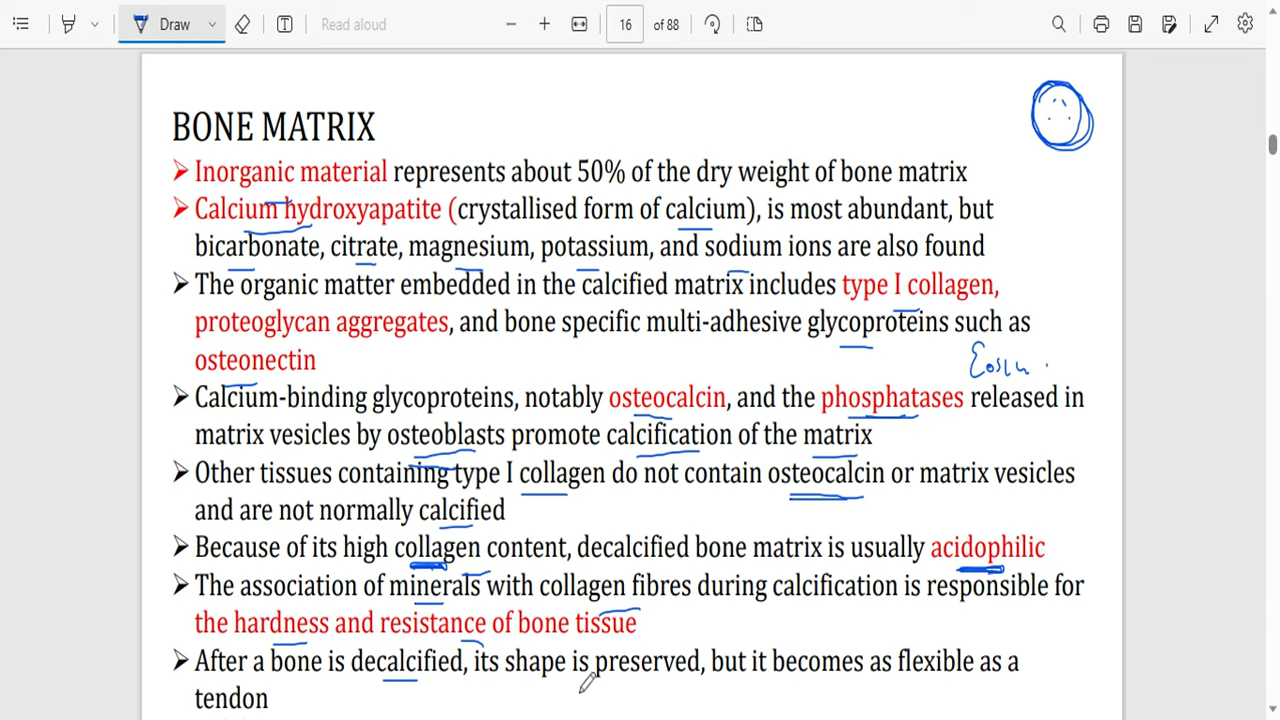 Draw
Read aloud
16 of 88
BONE MATRIX
➢ Inorganic material represents about 50% of the dry weight of bone matrix
➢ Calcium hydroxyapatite (crystallised form of calcium), is most abundant, but
bicarbonate, citrate, magnesium, potassium, and sodium ions are also found
➢ The organic matter embedded in the calcified matrix includes type I collagen,
proteoglycan aggregates, and bone specific multi-adhesive glycoproteins such as
osteonectin
Eosin
➢ Calcium-binding glycoproteins, notably osteocalcin, and the phosphatases released in
matrix vesicles by osteoblasts promote calcification of the matrix
➢ Other tissues containing type I collagen do not contain osteocalcin or matrix vesicles
and are not normally calcified
➢ Because of its high collagen content, decalcified bone matrix is usually acidophilic
➢ The association of minerals with collagen fibres during calcification is responsible for
the hardness and resistance of bone tissue
➢ After a bone is decalcified, its shape is preserved, but it becomes as flexible as a
tendon